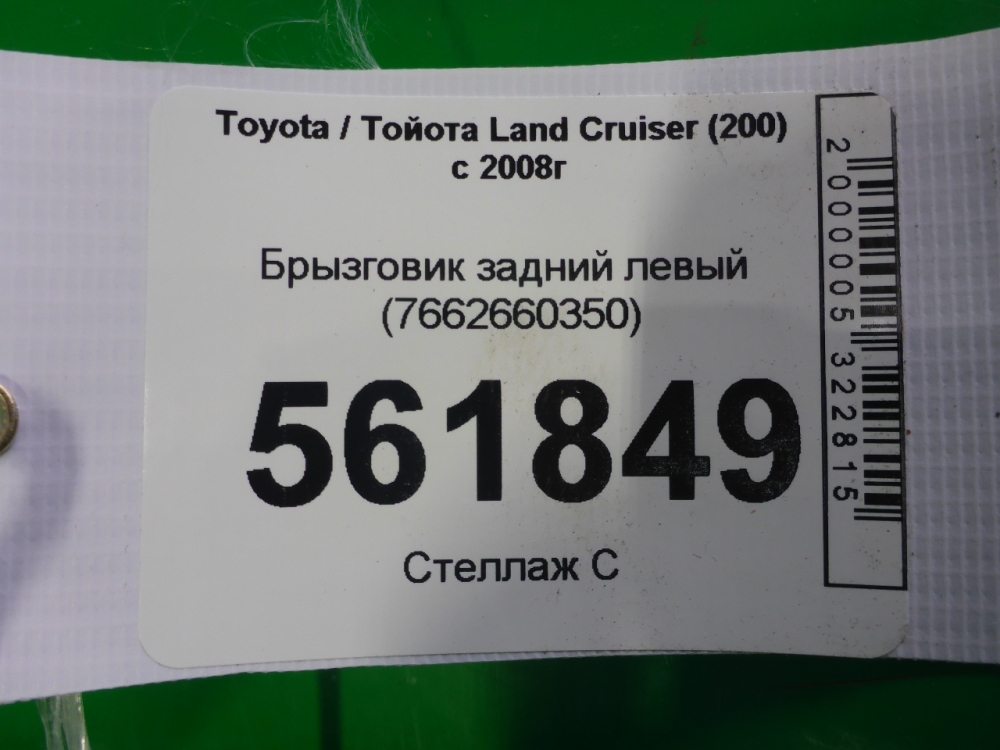 Toyota / Тойота Land Cruiser (200)
с 2008г
Брызговик задний левый
(7662660350)
561849
Стеллаж С
2000005322815